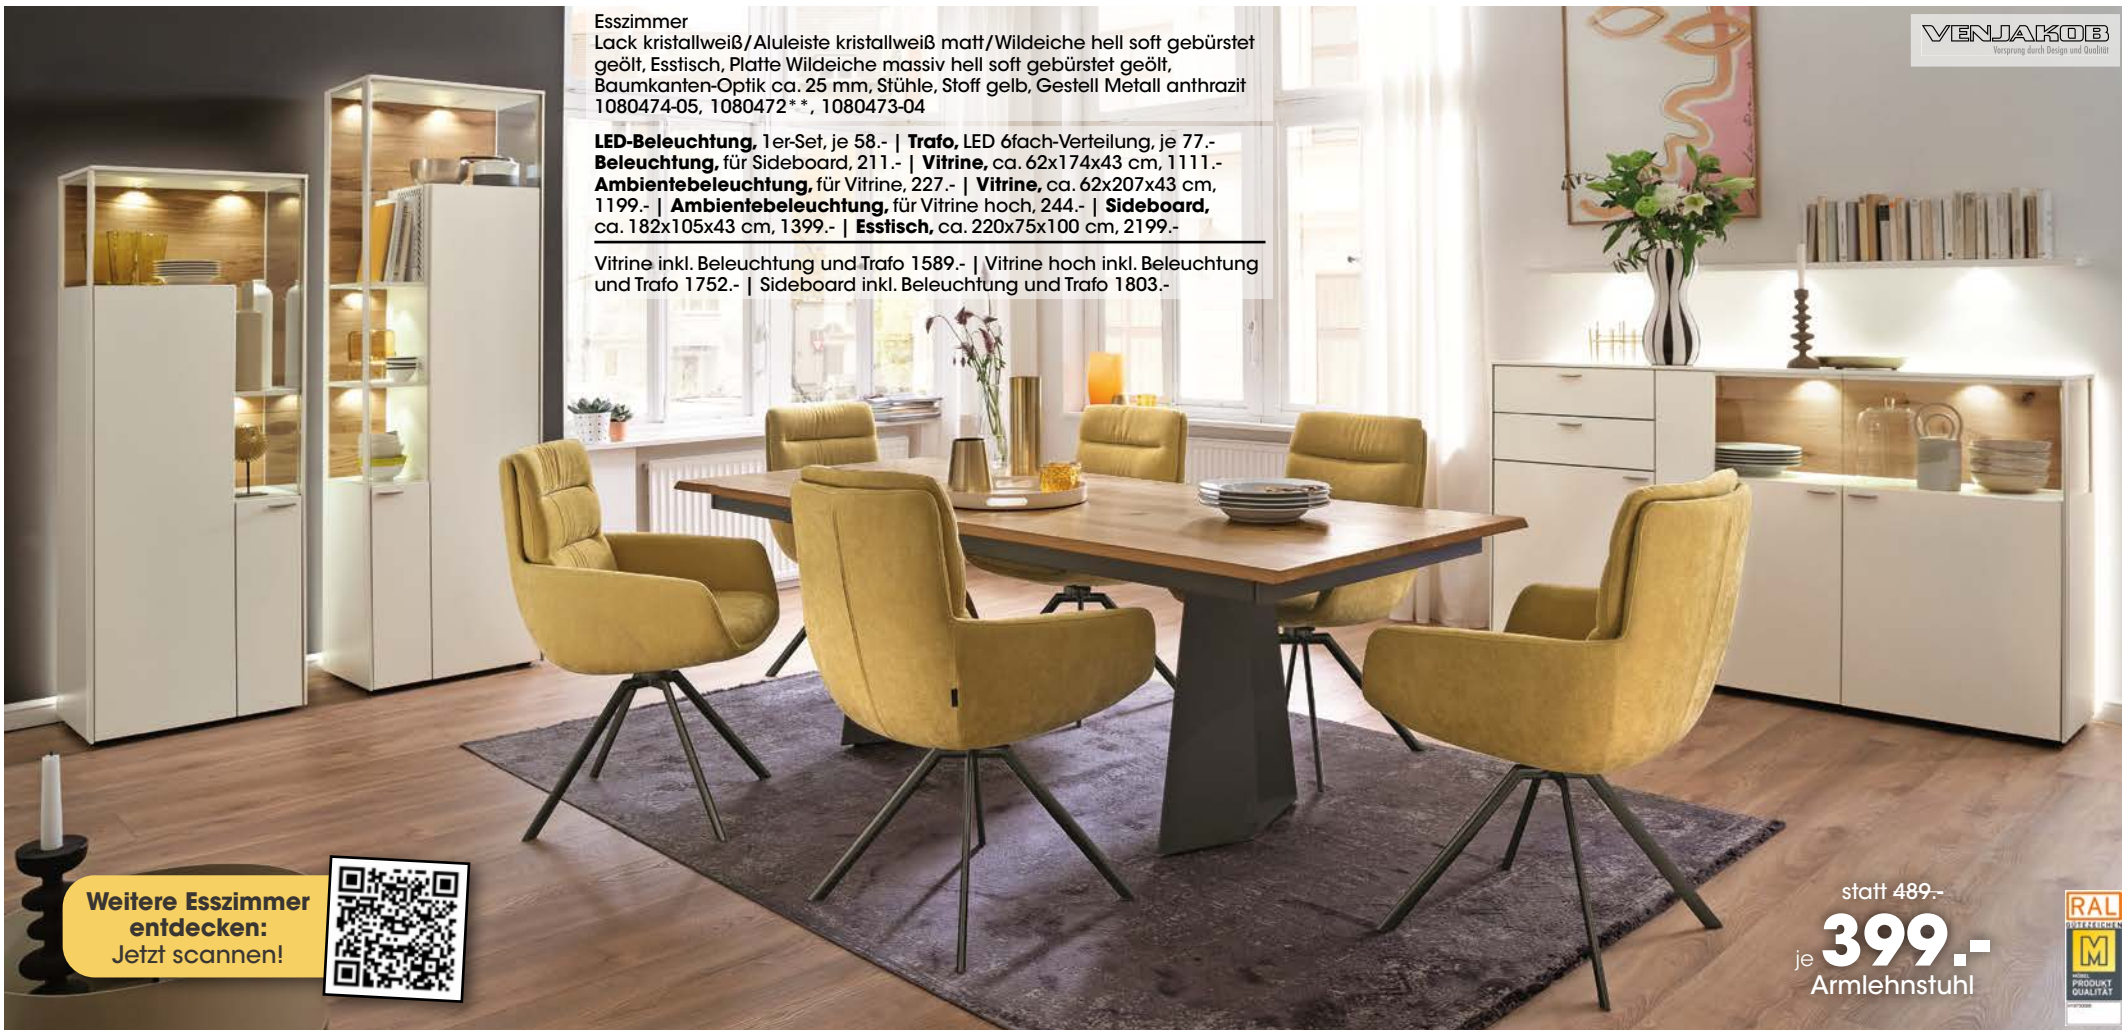 Esszimmer
Lack kristallweiß/Aluleiste kristallweiß matt/Wildeiche hell soft gebürstet
geölt, Esstisch, Platte Wildeiche massiv hell soft gebürstet geölt,
Baumkanten-Optik ca. 25 mm, Stühle, Stoff gelb, Gestell Metall anthrazit
1080474-05, 1080472**, 1080473-04
LED-Beleuchtung, 1er-Set, je 58.- | Trafo, LED 6fach-Verteilung, je 77.-
Beleuchtung, für Sideboard, 211.- | Vitrine, ca. 62x174x43 cm, 1111.-
Ambientebeleuchtung, für Vitrine, 227.- | Vitrine, ca. 62x207x43 cm,
1199.- | Ambientebeleuchtung, für Vitrine hoch, 244.- | Sideboard,
ca. 182x105x43 cm, 1399.- | Esstisch, ca. 220x75x100 cm, 2199.-
Vitrine inkl. Beleuchtung und Trafo 1589.- | Vitrine hoch inkl. Beleuchtung
und Trafo 1752.- | Sideboard inkl. Beleuchtung und Trafo 1803.-
VENJAKOB
Vorsprung durch Design und Qualität
Weitere Esszimmer
entdecken:
Jetzt scannen!
statt 489.-
je 399.-
Armlehnstuhl
RAL
GÜTEZEICHEN
M
MÖBEL
PRODUKT
QUALITÄT